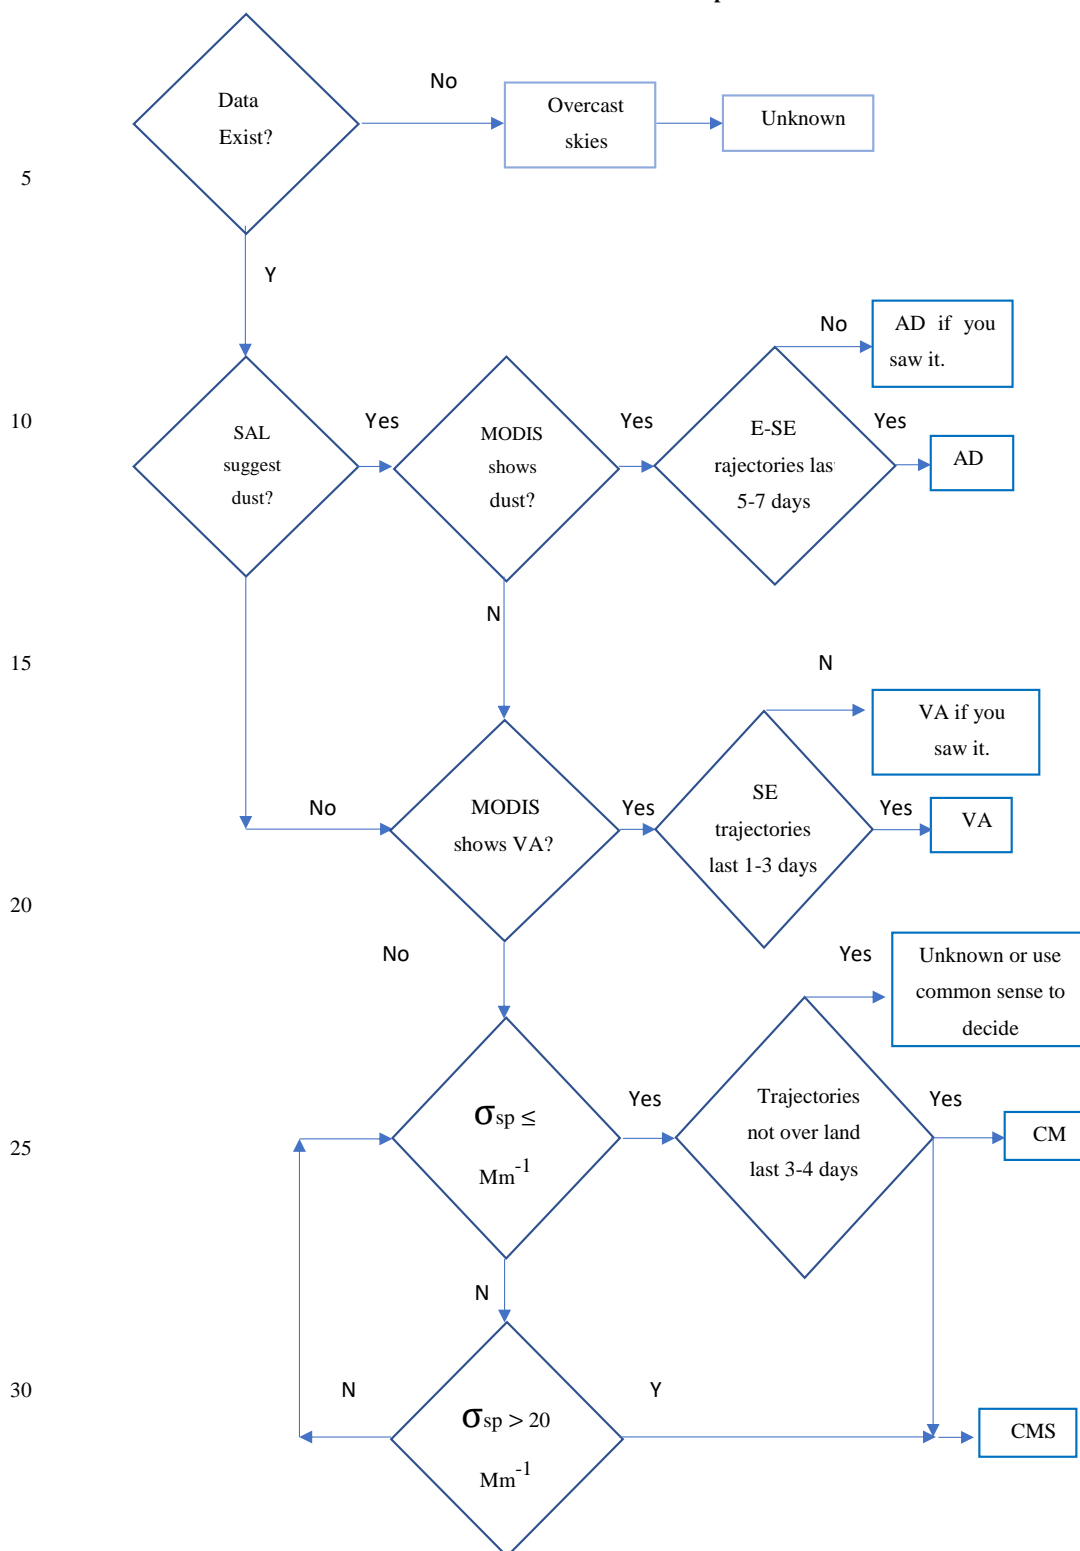 No
Data
Exist?
Overcast
skies
Unknown
5
Y
No
AD if you
saw it.
10
SAL
suggest
dust?
Yes
MODIS
shows
dust?
Yes
E-SE
rajectories las
5-7 days
Yes
AD
N
15
N
VA if you
saw it.
No
MODIS
shows VA?
Yes
SE
trajectories
last 1-3 days
Yes
VA
20
No
Yes
Unknown or use
common sense to
decide
25
σsp ≤
Mm-1
Yes
Trajectories
not over land
last 3-4 days
Yes
CM
N
30
N
σsp > 20
Mm-1
Y
CMS